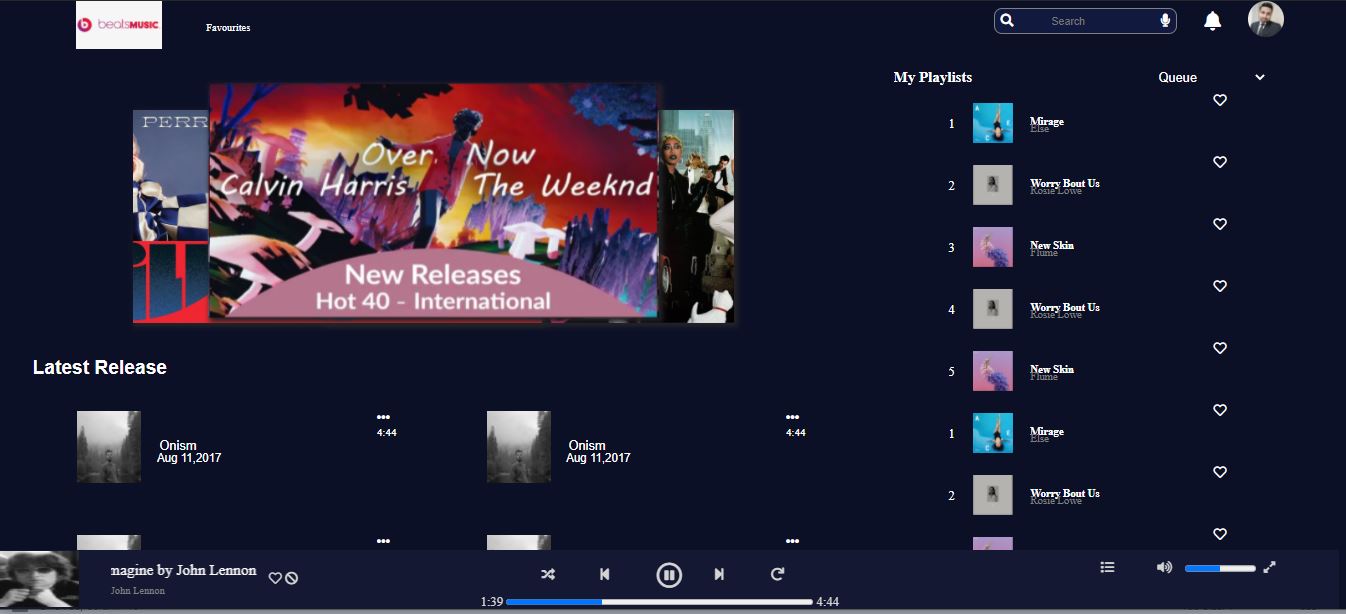 beatsMUSIC
Favourites
Search
My Playlists
Queue
PERR
Over Now
Calvin Harris The Weeknd
New Releases
Hot 40 - International
1
Mirage
Else
2
Worry Bout Us
Rosie Lowe
3
New Skin
Flume
4
Worry Bout Us
Rosie Lowe
5
New Skin
Flume
1
Mirage
Else
2
Worry Bout Us
Rosie Lowe
Latest Release
Onism
Aug 11,2017
4:44
Onism
Aug 11,2017
4:44
magine by John Lennon
John Lennon
1:39
4:44